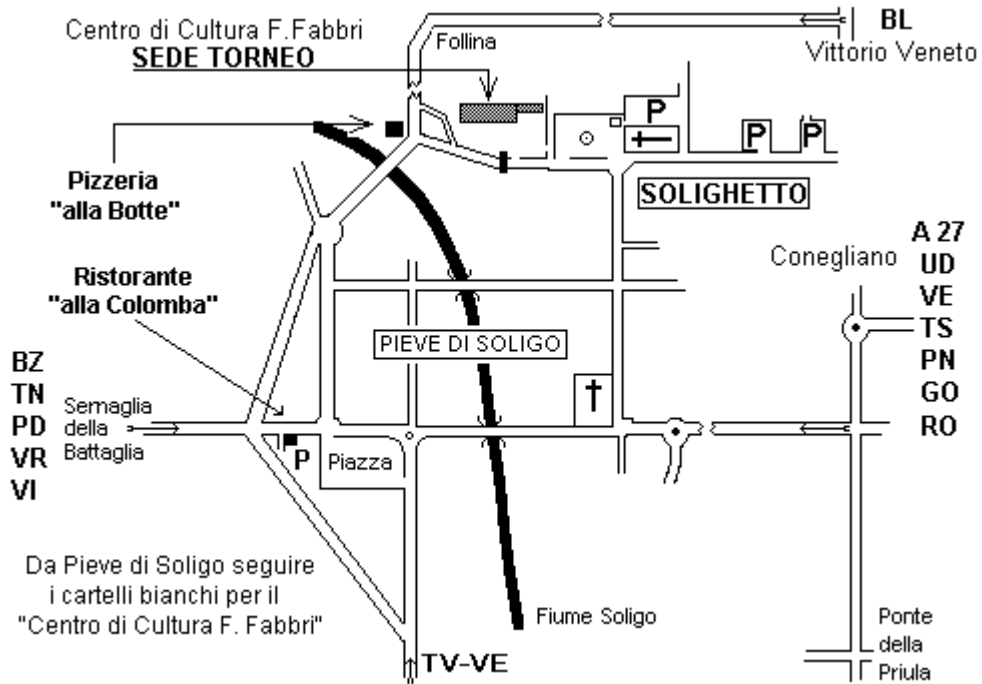 Centro di Cultura F.Fabbri
SEDE TORNEO
Follina
BL
Vittorio Veneto
P
P
P
Pizzeria
"alla Botte"
SOLIGHETTO
Ristorante
"alla Colomba"
Conegliano
A 27
UD
VE
TS
PN
GO
RO
PIEVE DI SOLIGO
BZ
TN
PD
VR
VI
Sernaglia
della
Battaglia
P
Piazza
Da Pieve di Soligo seguire
i cartelli bianchi per il
"Centro di Cultura F. Fabbri"
Fiume Soligo
TV-VE
Ponte
della
Priula